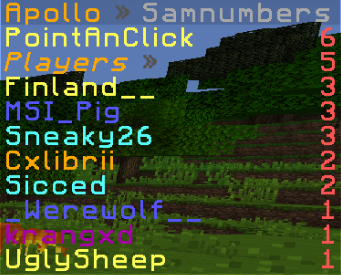 Apollo » Samnumbers
PointAnClick 6
Players » 5
Finland__ 3
MSI_Pig 3
Sneaky26 3
Cxlibrii 2
Sicced 2
_Werewolf__ 1
krangxd 1
UglySheep 1